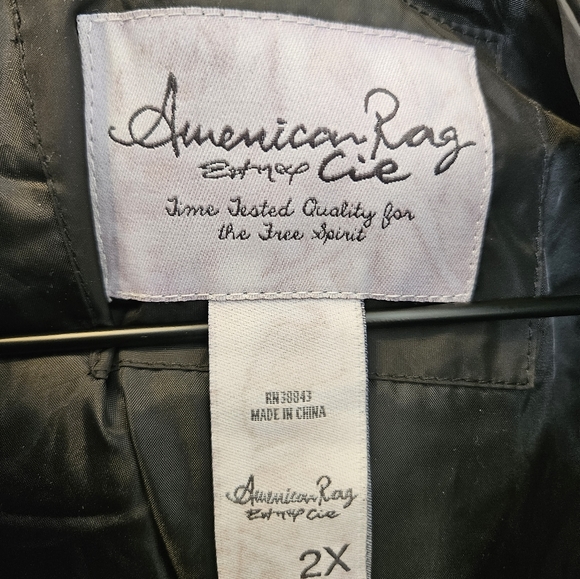 American Rag
Cie
Time Tested Quality for
the Free Spirit
RN38843
MADE IN CHINA
American Rag
Cie
2X